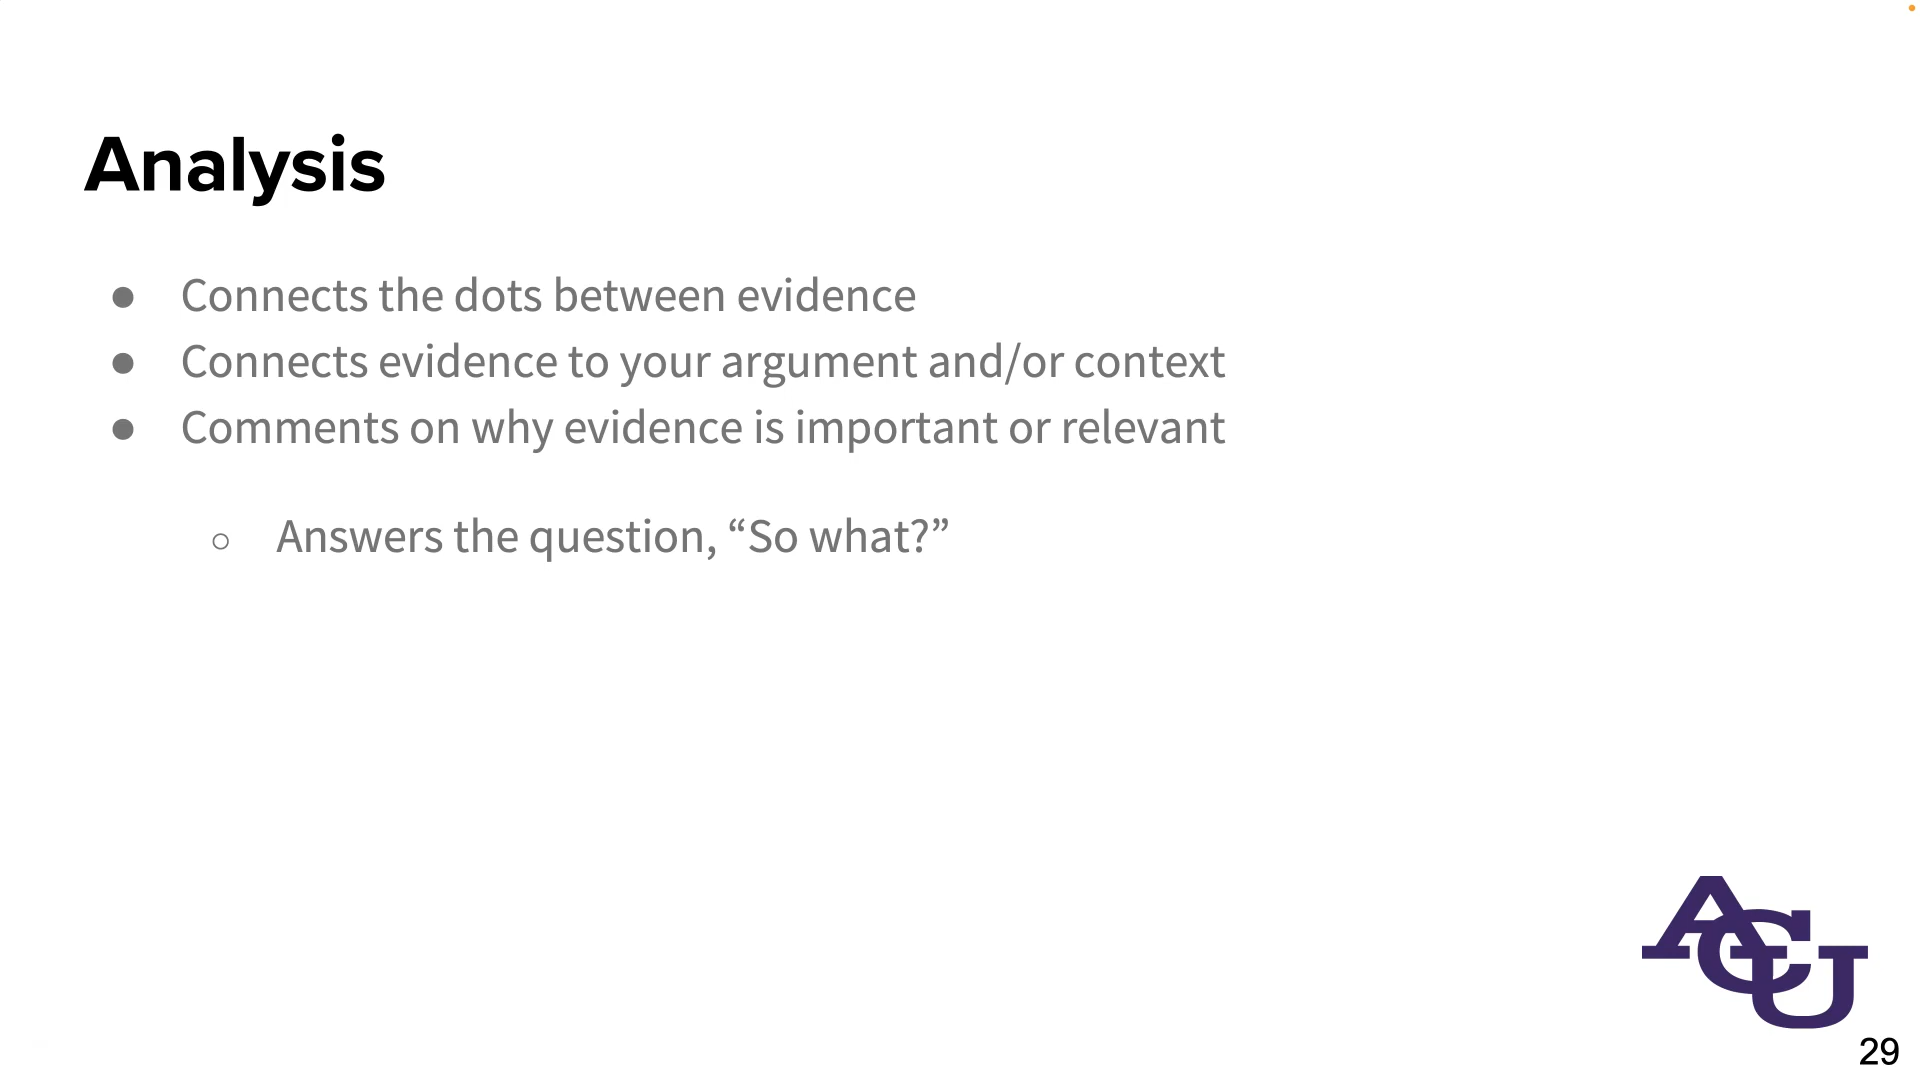 Analysis
● Connects the dots between evidence
● Connects evidence to your argument and/or context
● Comments on why evidence is important or relevant
○ Answers the question, “So what?”
ACU
29